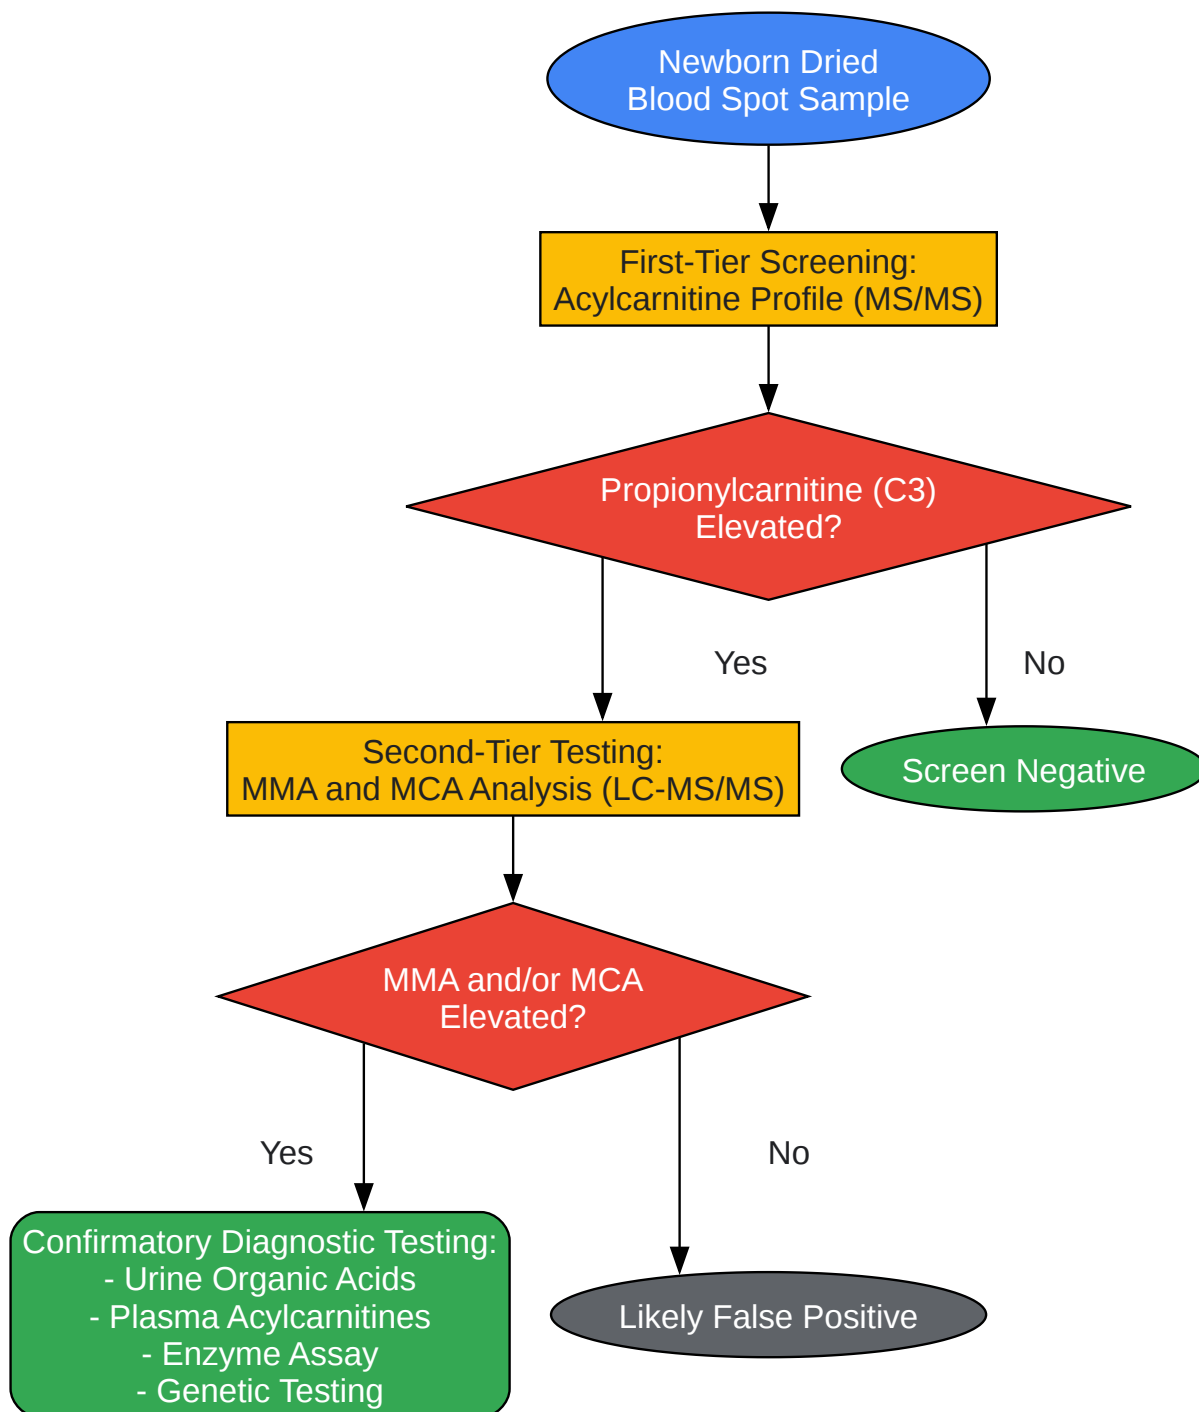 Newborn Dried
Blood Spot Sample
First-Tier Screening:
Acylcarnitine Profile (MS/MS)
Propionylcarnitine (C3)
Elevated?
Yes
No
Second-Tier Testing:
MMA and MCA Analysis (LC-MS/MS)
Screen Negative
MMA and/or MCA
Elevated?
Yes
No
Confirmatory Diagnostic Testing:
- Urine Organic Acids
- Plasma Acylcarnitines
- Enzyme Assay
- Genetic Testing
Likely False Positive